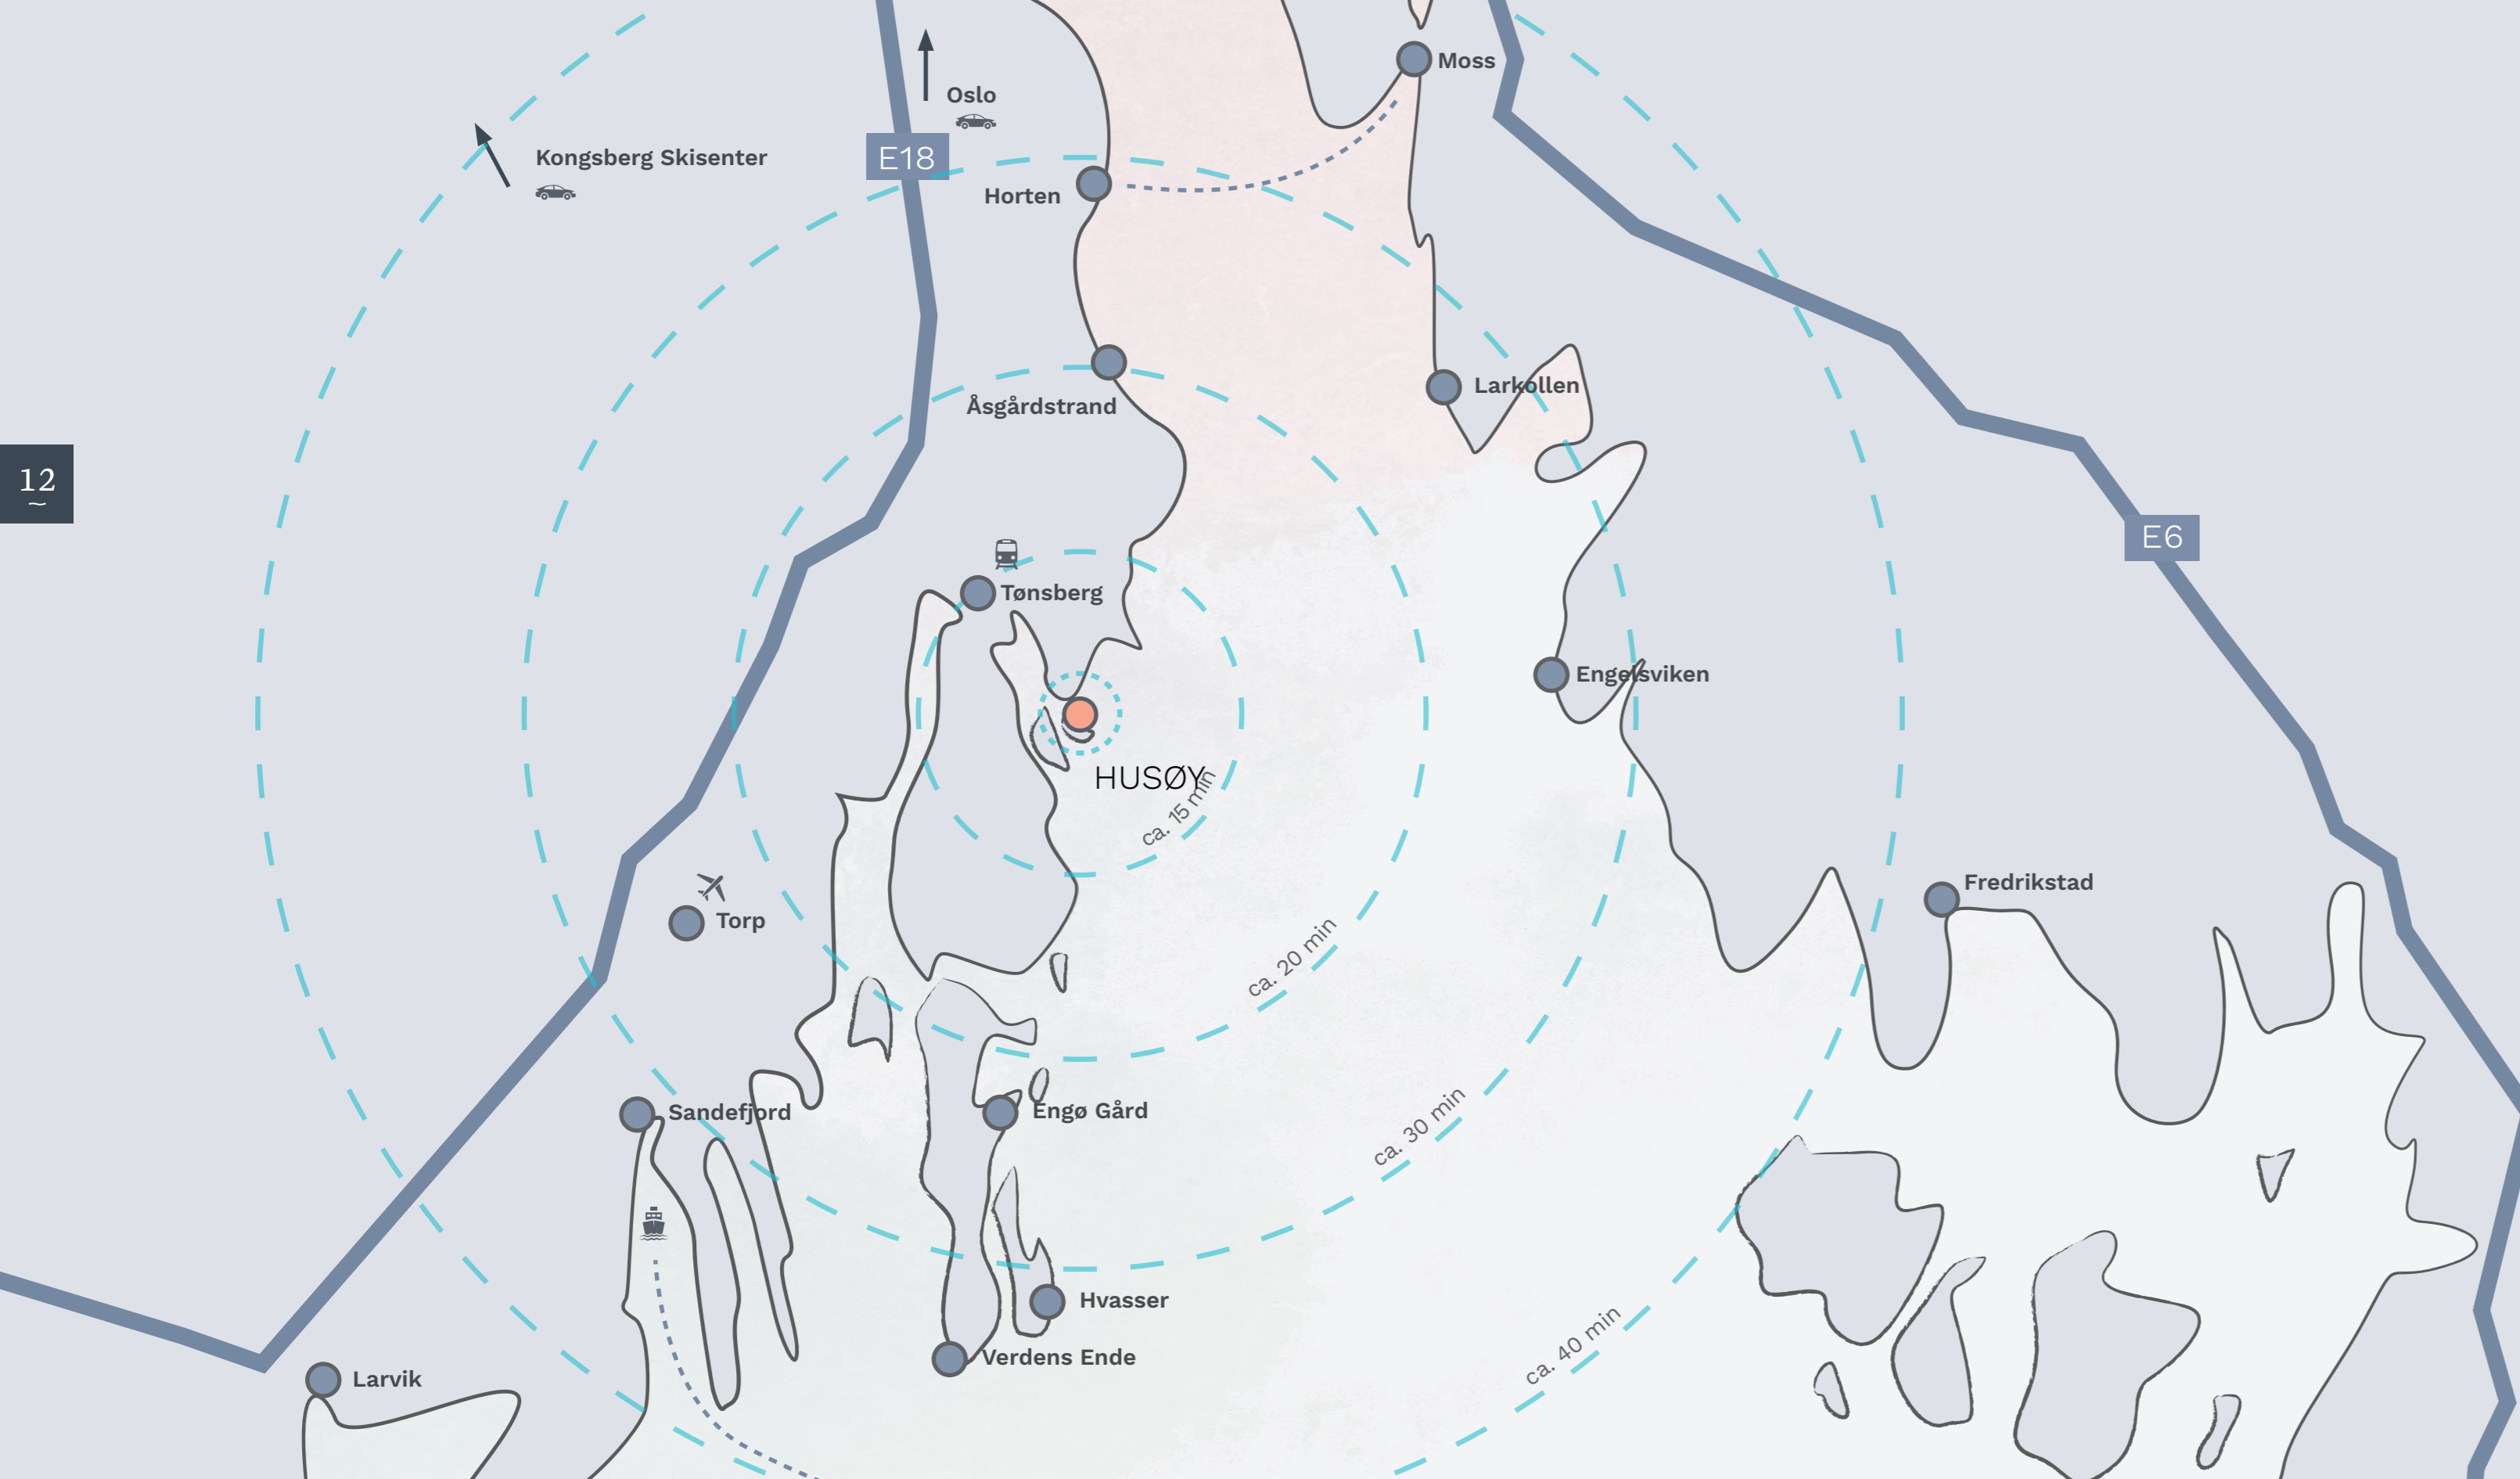 Moss
Oslo
Kongsberg Skisenter
E18
Horten
Larkollen
Åsgårdstrand
12
E6
Tønsberg
Engelsviken
HUSØY
ca. 15 min
Fredrikstad
Torp
ca. 20 min
Sandefjord
Engø Gård
ca. 30 min
Hvasser
Verdens Ende
ca. 40 min
Larvik